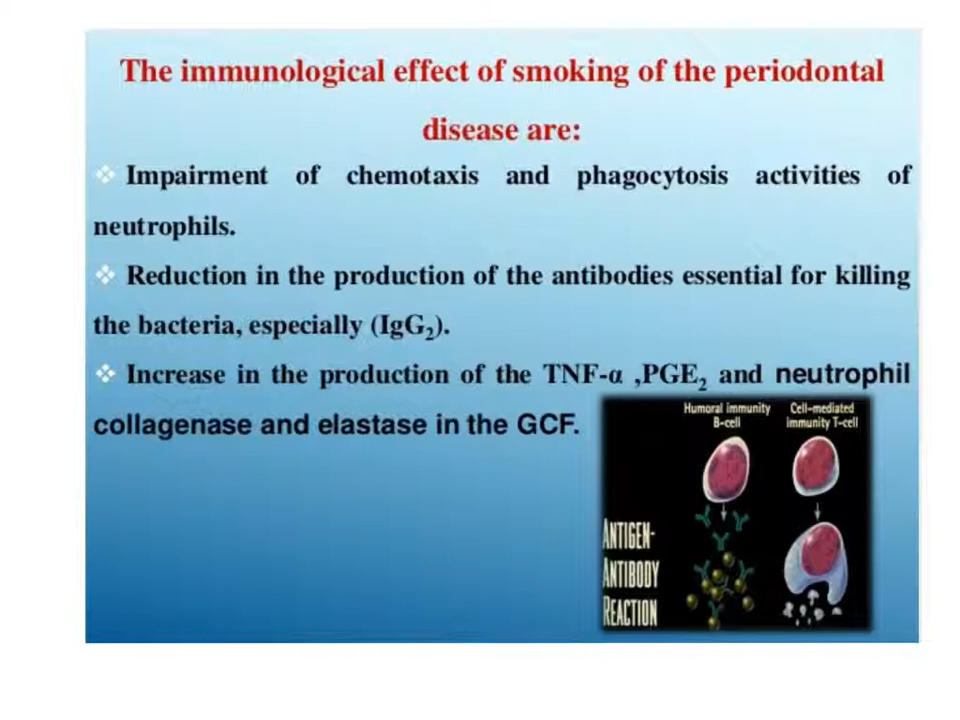 The immunological effect of smoking of the periodontal
disease are:
❖ Impairment of chemotaxis and phagocytosis activities of
neutrophils.
❖ Reduction in the production of the antibodies essential for killing
the bacteria, especially (IgG₂).
❖ Increase in the production of the TNF-α ,PGE₂ and neutrophil
collagenase and elastase in the GCF.
Humoral immunity
B-cell
Cell-mediated
immunity T-cell
ANTIGEN-
ANTIBODY
REACTION